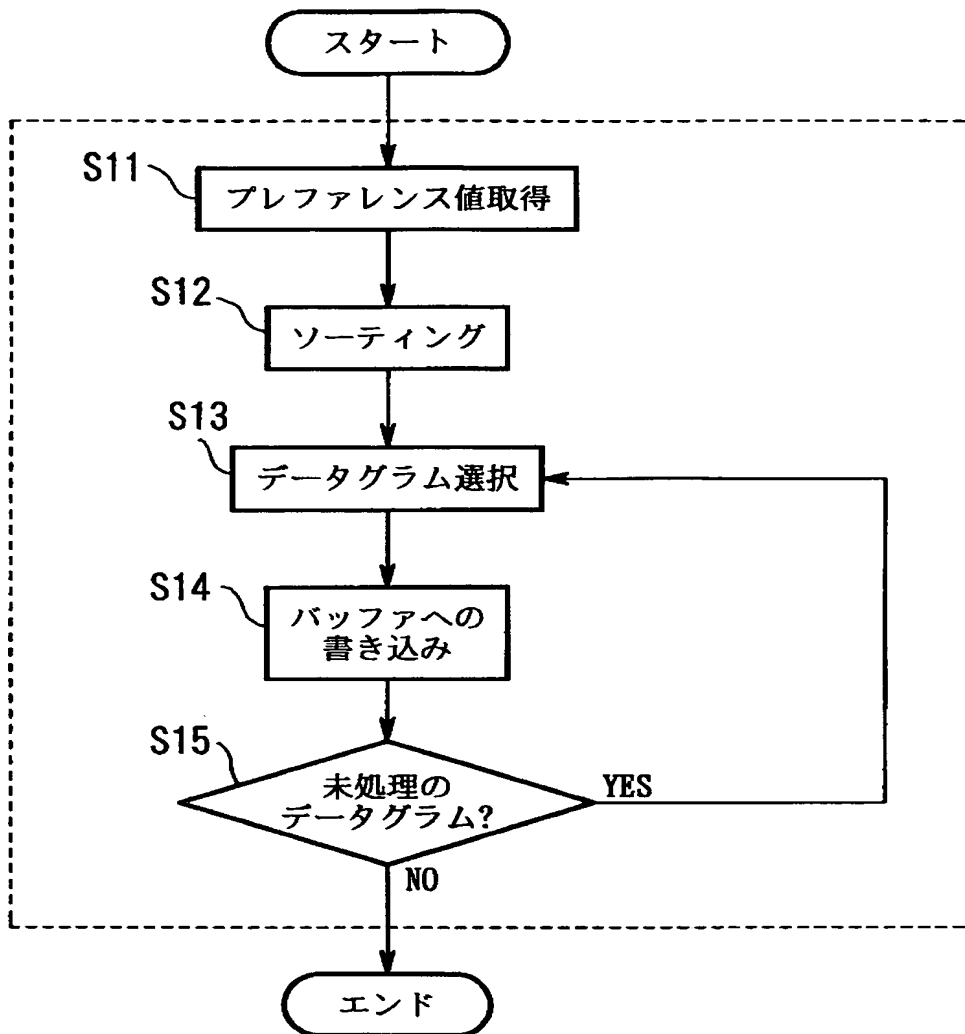 スタート
S11
プレファレンス値取得
S12
ソーティング
S13
データグラム選択
S14
バッファへの
書き込み
S15
未処理の
データグラム?
YES
NO
エンド